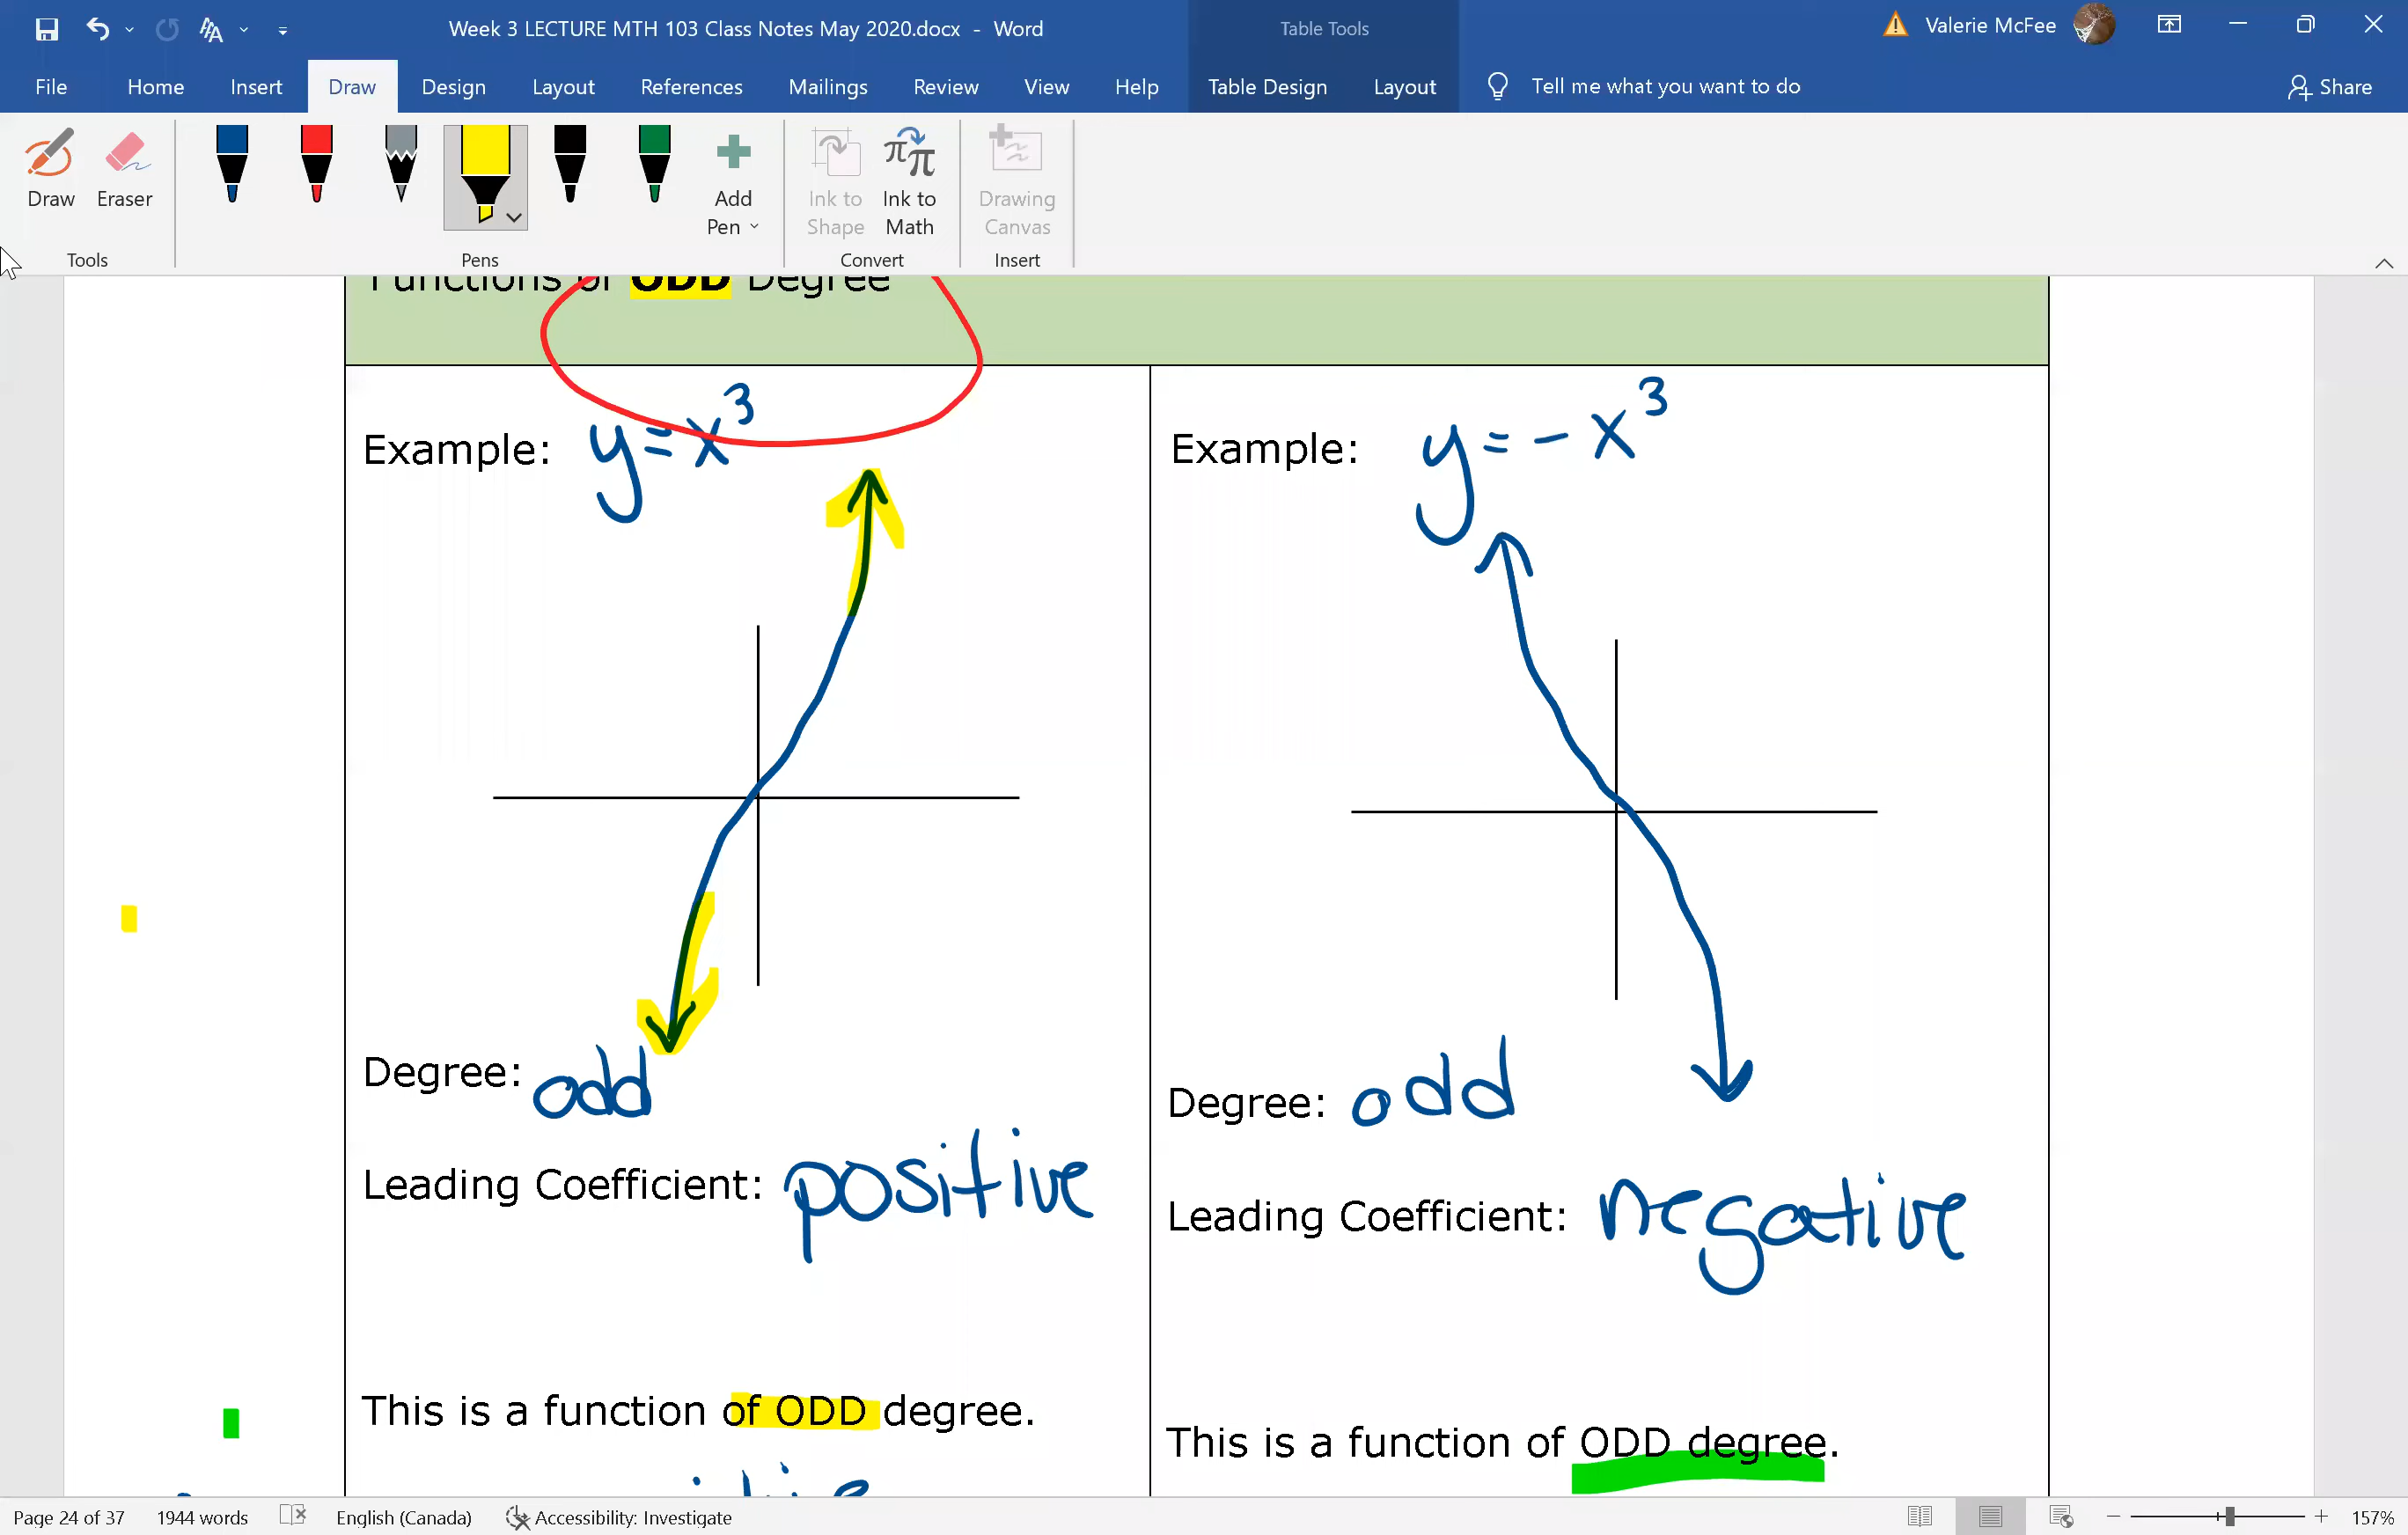 Week 3 LECTURE MTH 103 Class Notes May 2020.docx - Word
Table Tools
Valerie McFee
File Home Insert Draw Design Layout References Mailings Review View Help Table Design Layout Tell me what you want to do Share
Draw Eraser
Add Pen
Ink to Shape
Ink to Math
Drawing Canvas
Tools Pens Convert Insert
Functions of ODD Degree
Example: y = x³
Degree: odd
Leading Coefficient: positive
This is a function of ODD degree.
Example: y = -x³
Degree: odd
Leading Coefficient: negative
This is a function of ODD degree.
Page 24 of 37 1944 words English (Canada) Accessibility: Investigate 157%